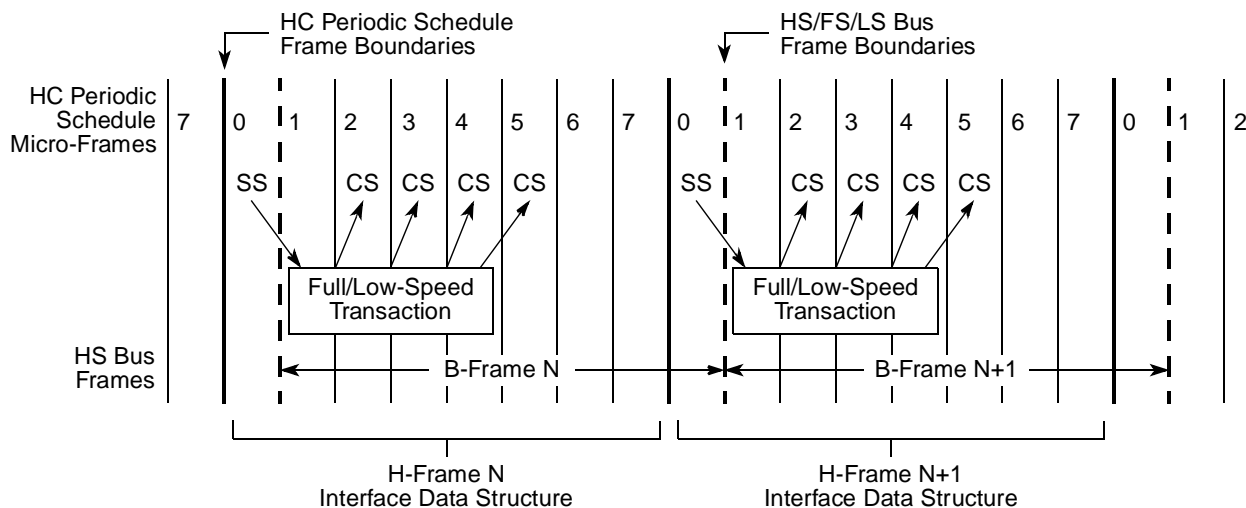 HC Periodic Schedule
Frame Boundaries
HS/FS/LS Bus
Frame Boundaries
HC Periodic
Schedule
Micro-Frames
7 0 1 2 3 4 5 6 7 0 1 2 3 4 5 6 7 0 1 2
SS CS CS CS CS SS CS CS CS CS
Full/Low-Speed
Transaction
Full/Low-Speed
Transaction
HS Bus
Frames
B-Frame N
B-Frame N+1
H-Frame N
Interface Data Structure
H-Frame N+1
Interface Data Structure